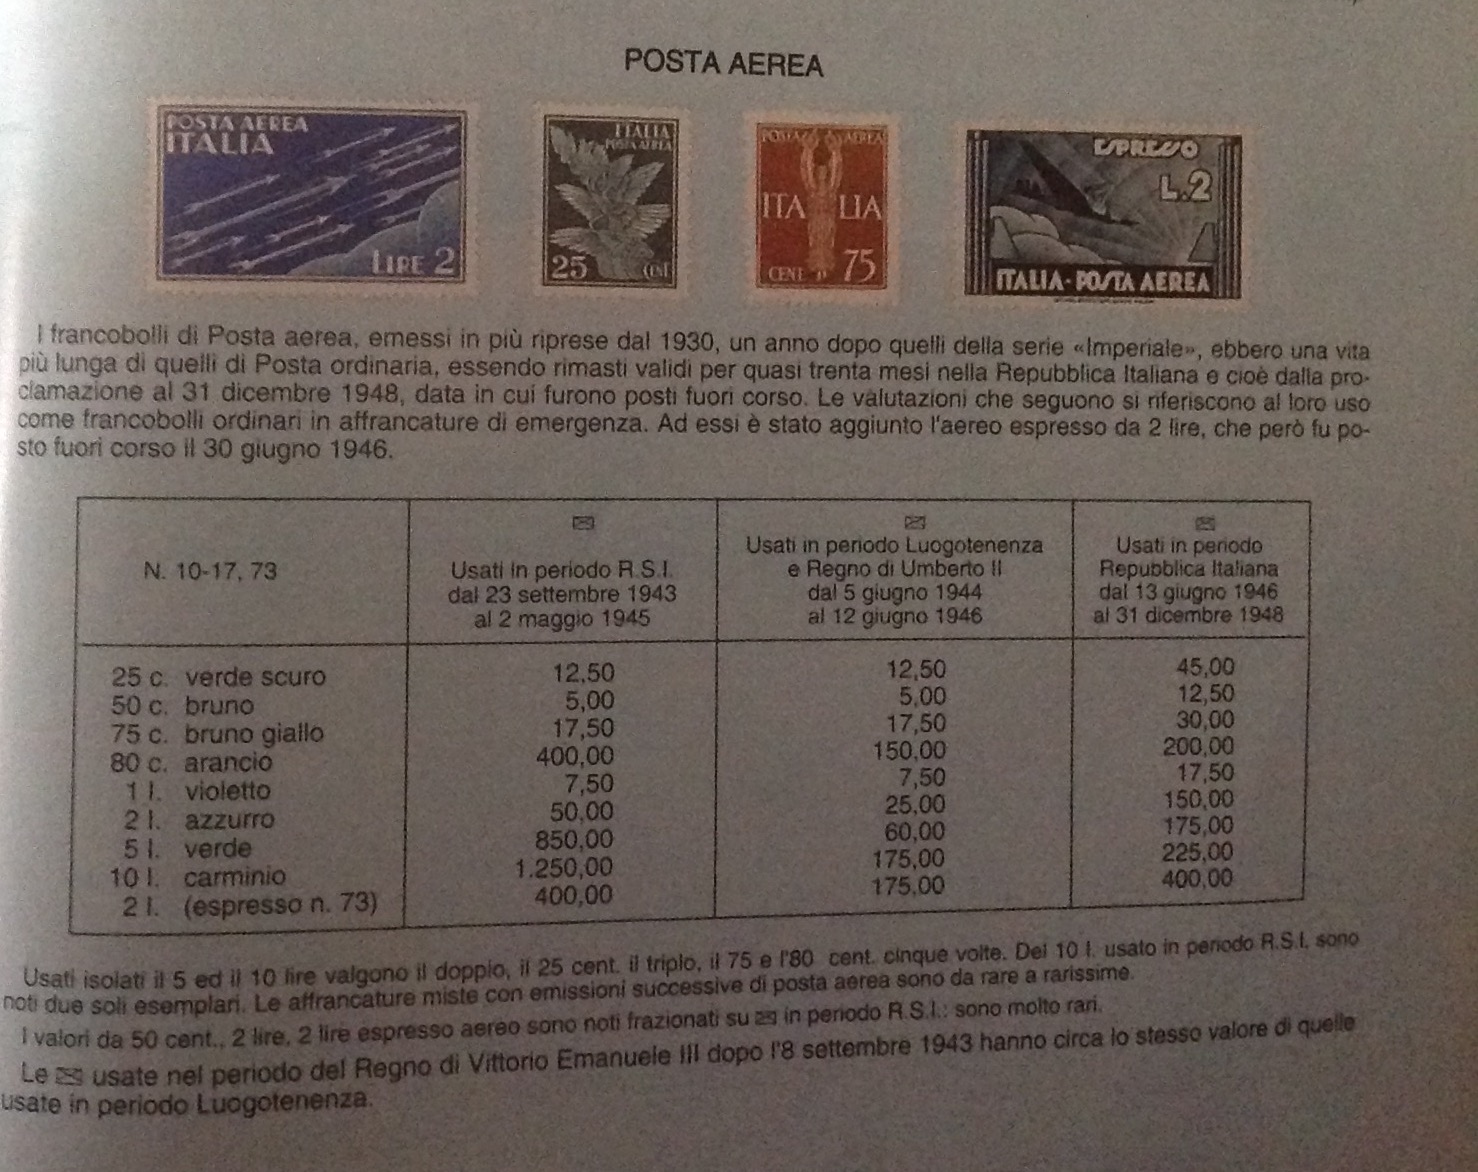 POSTA AEREA
POSTA AEREA
ITALIA
LIRE 2
ITALIA
POSTA AEREA
25 CENT
POSTA AEREA
ITA LIA
CENT 75
ESPRESSO
L.2
ITALIA-POSTA AEREA
I francobolli di Posta aerea, emessi in più riprese dal 1930, un anno dopo quelli della serie «Imperiale», ebbero una vita
più lunga di quelli di Posta ordinaria, essendo rimasti validi per quasi trenta mesi nella Repubblica Italiana e cioè dalla pro-
clamazione al 31 dicembre 1948, data in cui furono posti fuori corso. Le valutazioni che seguono si riferiscono al loro uso
come francobolli ordinari in affrancature di emergenza. Ad essi è stato aggiunto l'aereo espresso da 2 lire, che però fu po-
sto fuori corso il 30 giugno 1946.
N. 10-17, 73
Usati in periodo R.S.I.
dal 23 settembre 1943
al 2 maggio 1945
Usati in periodo Luogotenenza
e Regno di Umberto II
dal 5 giugno 1944
al 12 giugno 1946
Usati in periodo
Repubblica Italiana
dal 13 giugno 1946
al 31 dicembre 1948
25 c. verde scuro 12,50 12,50 45,00
50 c. bruno 5,00 5,00 12,50
75 c. bruno giallo 17,50 17,50 30,00
80 c. arancio 400,00 150,00 200,00
1 l. violetto 7,50 7,50 17,50
2 l. azzurro 50,00 25,00 150,00
5 l. verde 850,00 60,00 175,00
10 l. carminio 1.250,00 175,00 225,00
2 l. (espresso n. 73) 400,00 175,00 400,00
Usati isolati il 5 ed il 10 lire valgono il doppio, il 25 cent. il triplo, il 75 e l'80 cent. cinque volte. Del 10 l. usato in periodo R.S.I. sono
noti due soli esemplari. Le affrancature miste con emissioni successive di posta aerea sono da rare a rarissime.
I valori da 50 cent., 2 lire, 2 lire espresso aereo sono noti frazionati su ✉ in periodo R.S.I.: sono molto rari.
Le ✉ usate nel periodo del Regno di Vittorio Emanuele III dopo l'8 settembre 1943 hanno circa lo stesso valore di quelle
usate in periodo Luogotenenza.